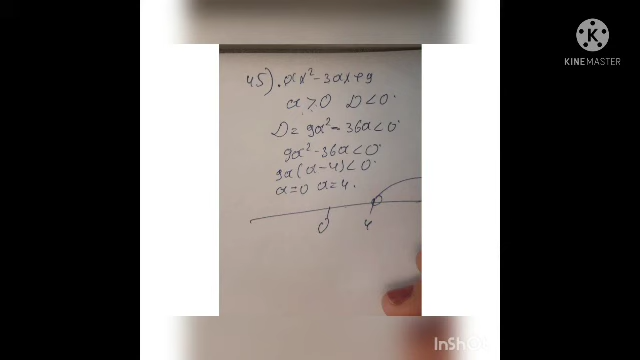 45). ax² - 3ax + 9
a > 0 D < 0.
D = 9a² - 36a < 0.
9a² - 36a < 0.
9a(a - 4) < 0.
a = 0 a = 4.
0 4
KINEMASTER
InSh